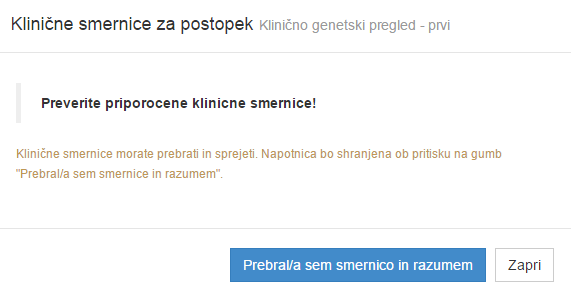 Klinične smernice za postopek Klinično genetski pregled - prvi
Preverite priporocene klinicne smernice!
Klinične smernice morate prebrati in sprejeti. Napotnica bo shranjena ob pritisku na gumb
"Prebral/a sem smernice in razumem".
Prebral/a sem smernico in razumem
Zapri